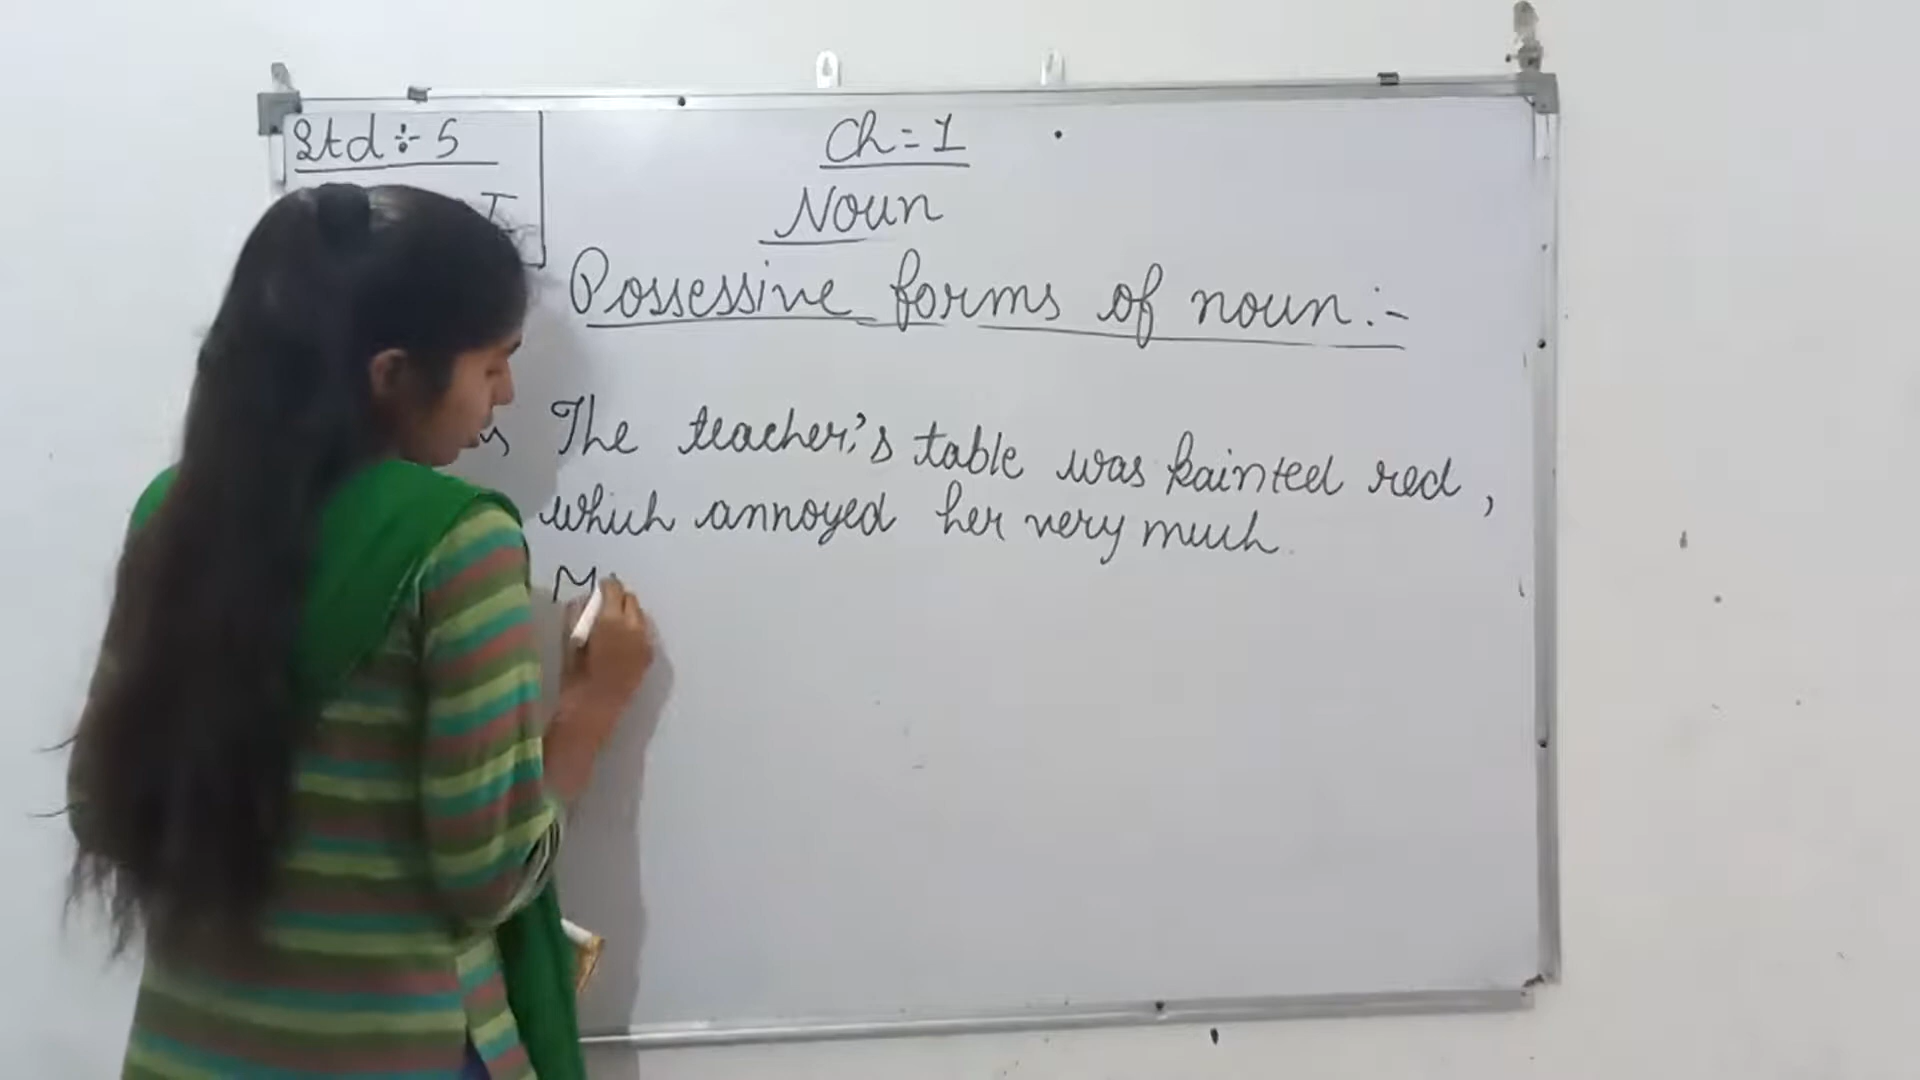 Std ÷ 5
Ch = 1
Noun
Possessive forms of noun :-
The teacher's table was painted red,
which annoyed her very much.
M